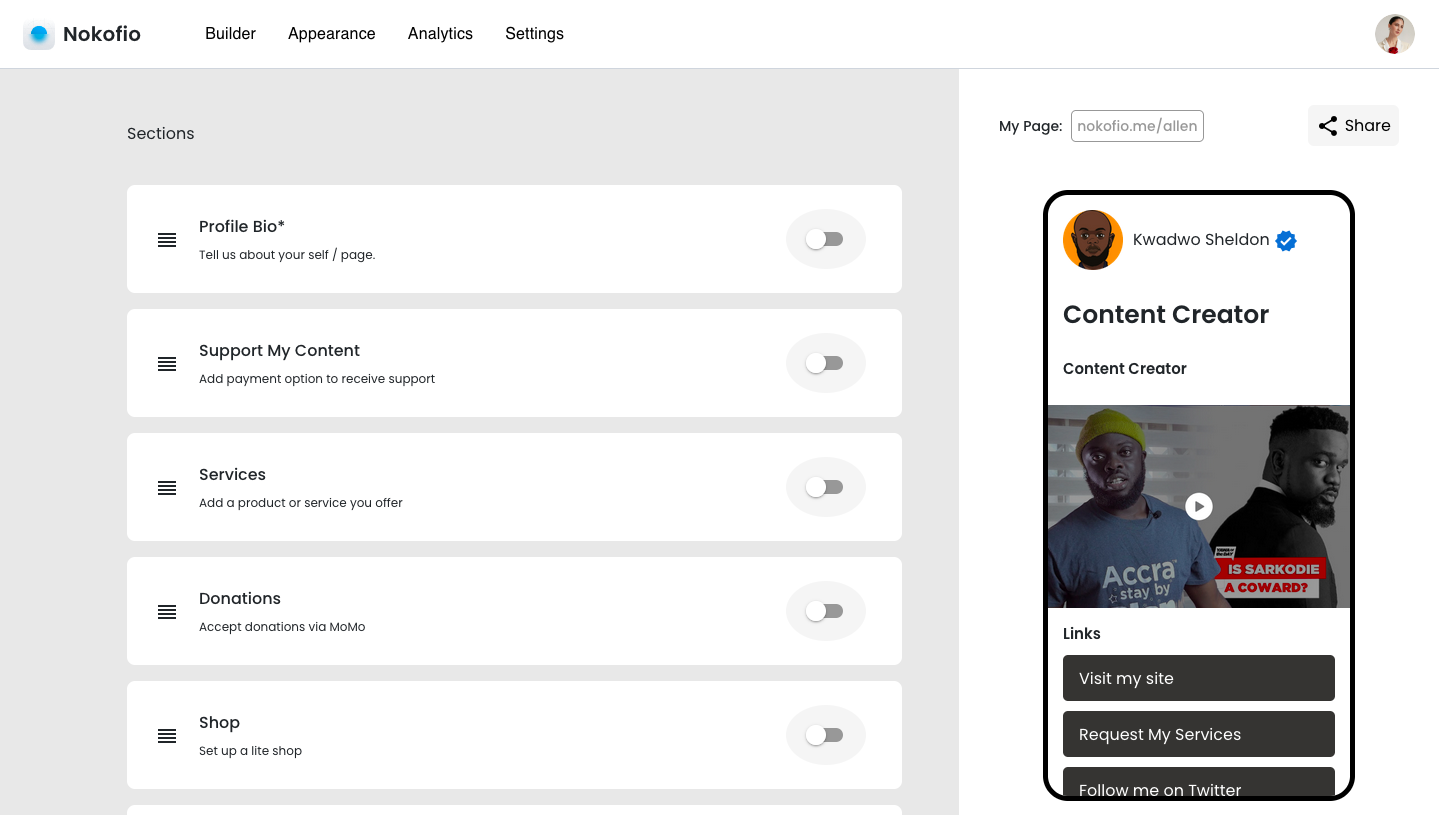 Nokofio
Builder
Appearance
Analytics
Settings
Sections
Profile Bio*
Tell us about your self / page.
Support My Content
Add payment option to receive support
Services
Add a product or service you offer
Donations
Accept donations via MoMo
Shop
Set up a lite shop
My Page:
nokofio.me/allen
Share
Kwadwo Sheldon
Content Creator
Content Creator
Accra
stay by
IS SARKODIE
A COWARD?
Links
Visit my site
Request My Services
Follow me on Twitter